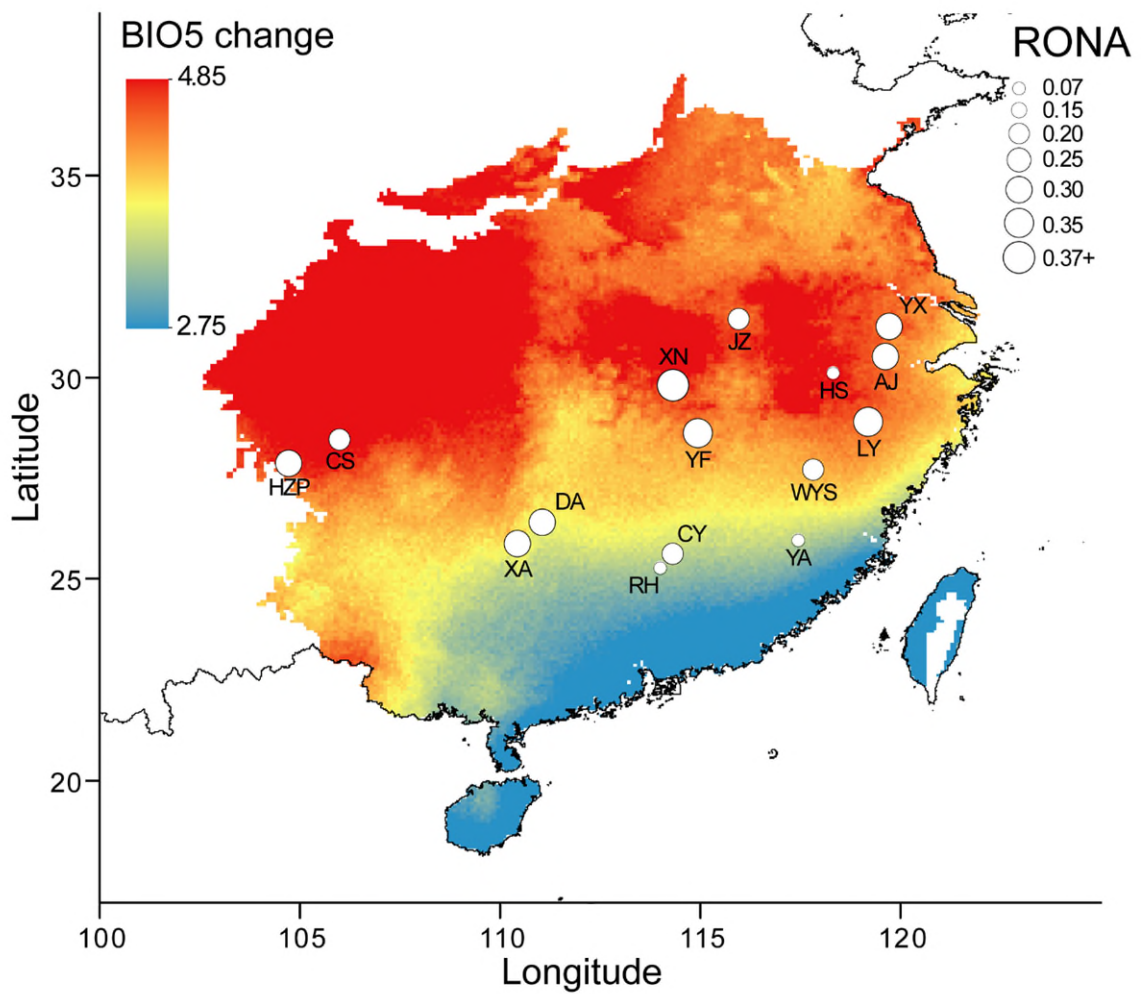 BIO5 change
4.85
2.75
RONA
0.07
0.15
0.20
0.25
0.30
0.35
0.37+
35
30
25
20
Latitude
YX
JZ
XN
AJ
HS
LY
YF
CS
HZP
WYS
DA
CY
YA
XA
RH
100
105
110
115
120
Longitude